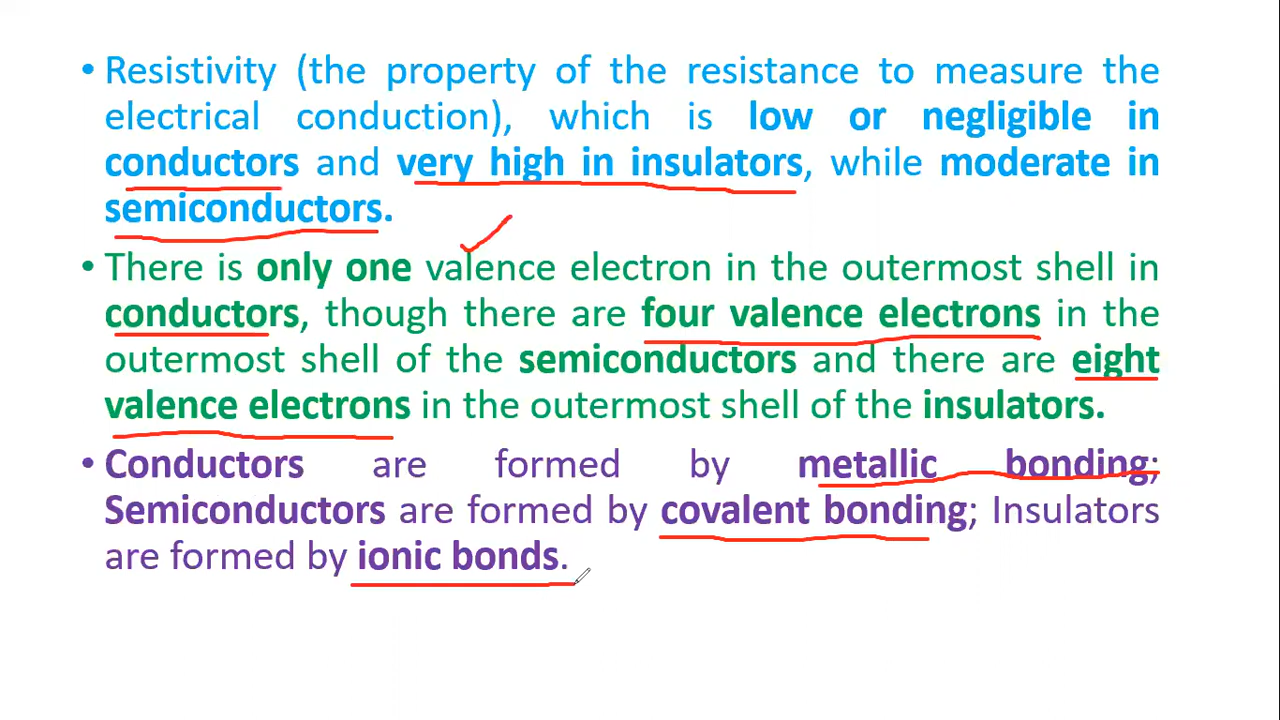 • Resistivity (the property of the resistance to measure the
electrical conduction), which is low or negligible in
conductors and very high in insulators, while moderate in
semiconductors.
• There is only one valence electron in the outermost shell in
conductors, though there are four valence electrons in the
outermost shell of the semiconductors and there are eight
valence electrons in the outermost shell of the insulators.
• Conductors are formed by metallic bonding;
Semiconductors are formed by covalent bonding; Insulators
are formed by ionic bonds.